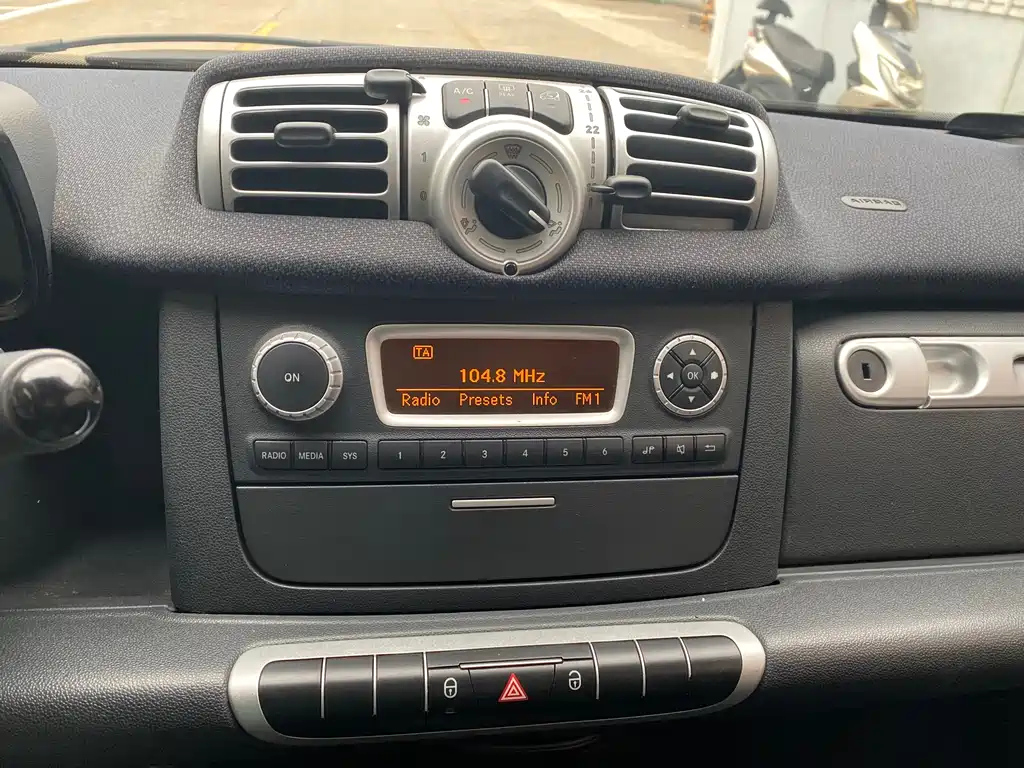 A/C
22
1
0
AIRBAG
ON
TA
104.8 MHz
Radio Presets Info FM1
OK
RADIO MEDIA SYS 1 2 3 4 5 6